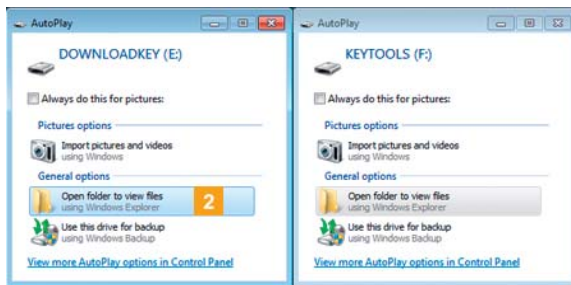 AutoPlay
DOWNLOADKEY (E:)
Always do this for pictures:
Pictures options
Import pictures and videos
using Windows
General options
Open folder to view files
using Windows Explorer
2
Use this drive for backup
using Windows Backup
View more AutoPlay options in Control Panel
AutoPlay
KEYTOOLS (F:)
Always do this for pictures:
Pictures options
Import pictures and videos
using Windows
General options
Open folder to view files
using Windows Explorer
Use this drive for backup
using Windows Backup
View more AutoPlay options in Control Panel